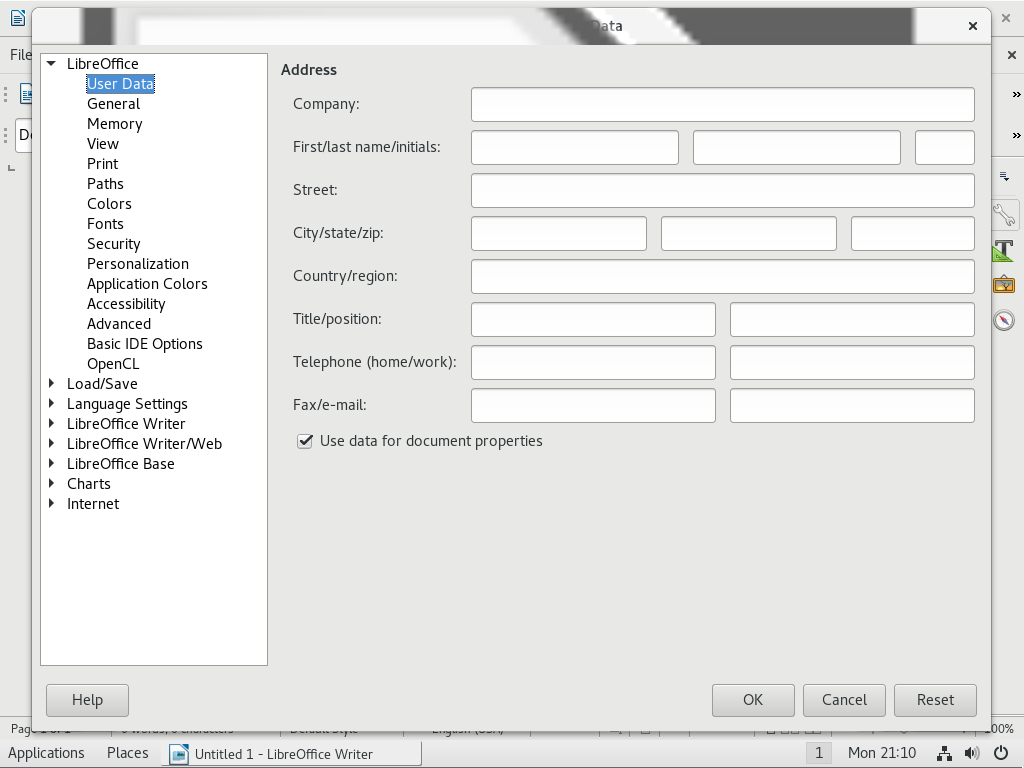 Data
File
LibreOffice
User Data
General
Memory
View
Print
Paths
Colors
Fonts
Security
Personalization
Application Colors
Accessibility
Advanced
Basic IDE Options
OpenCL
Load/Save
Language Settings
LibreOffice Writer
LibreOffice Writer/Web
LibreOffice Base
Charts
Internet
Address
Company:
First/last name/initials:
Street:
City/state/zip:
Country/region:
Title/position:
Telephone (home/work):
Fax/e-mail:
Use data for document properties
Help
OK
Cancel
Reset
100%
Applications
Places
Untitled 1 - LibreOffice Writer
1
Mon 21:10